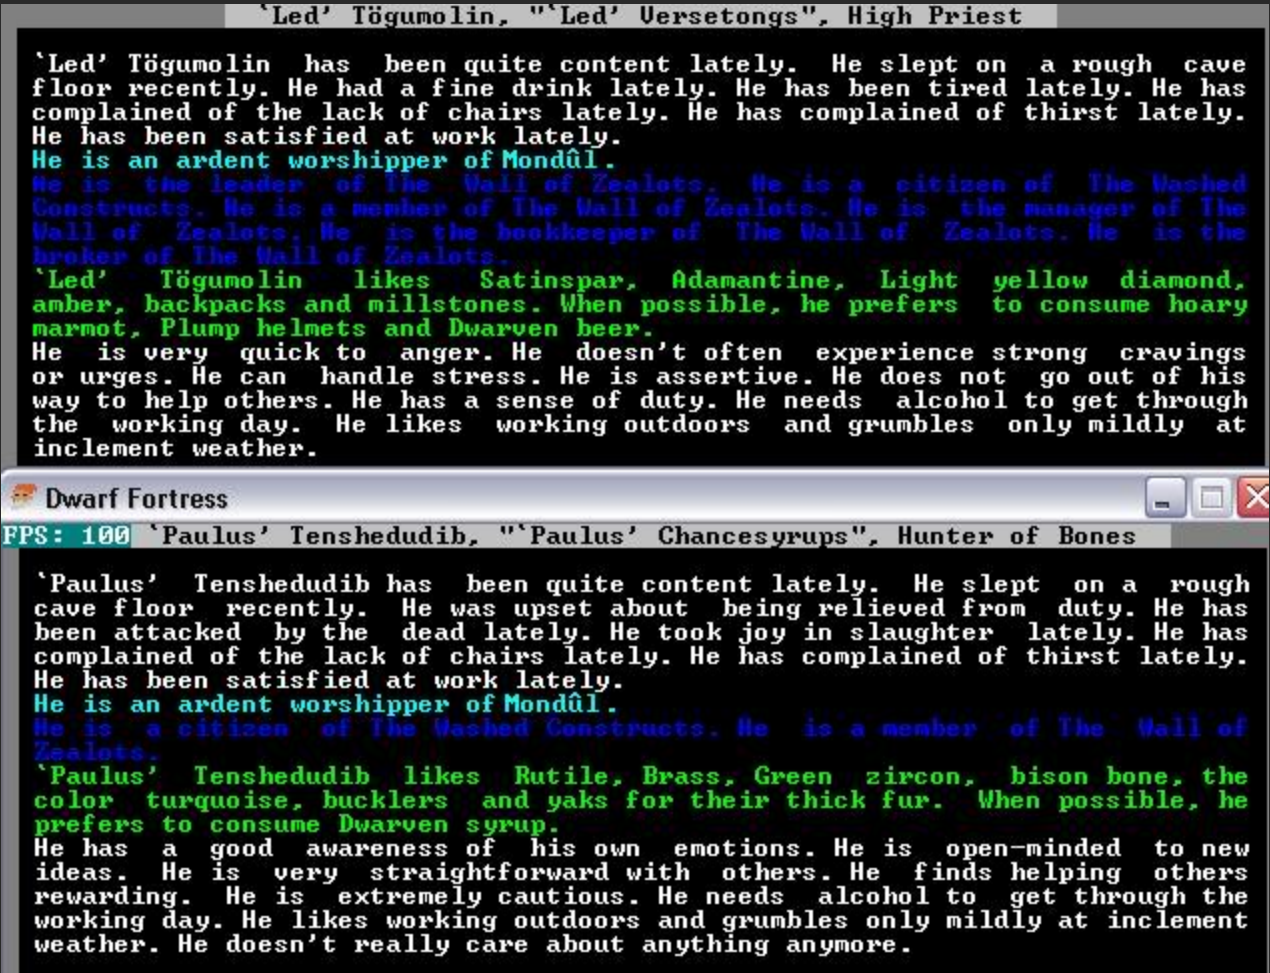 `Led' Tögumolin, "`Led' Versetongs", High Priest
`Led' Tögumolin has been quite content lately. He slept on a rough cave
floor recently. He had a fine drink lately. He has been tired lately. He has
complained of the lack of chairs lately. He has complained of thirst lately.
He has been satisfied at work lately.
He is an ardent worshipper of Mondûl.
He is the leader of The Wall of Zealots. He is a citizen of The Washed
Constructs. He is a member of The Wall of Zealots. He is the manager of The
Wall of Zealots. He is the bookkeeper of The Wall of Zealots. He is the
broker of The Wall of Zealots.
`Led' Tögumolin likes Satinspar, Adamantine, Light yellow diamond,
amber, backpacks and millstones. When possible, he prefers to consume hoary
marmot, Plump helmets and Dwarven beer.
He is very quick to anger. He doesn't often experience strong cravings
or urges. He can handle stress. He is assertive. He does not go out of his
way to help others. He has a sense of duty. He needs alcohol to get through
the working day. He likes working outdoors and grumbles only mildly at
inclement weather.
Dwarf Fortress
FPS: 100 `Paulus' Tenshedudib, "`Paulus' Chancesyrups", Hunter of Bones
`Paulus' Tenshedudib has been quite content lately. He slept on a rough
cave floor recently. He was upset about being relieved from duty. He has
been attacked by the dead lately. He took joy in slaughter lately. He has
complained of the lack of chairs lately. He has complained of thirst lately.
He has been satisfied at work lately.
He is an ardent worshipper of Mondûl.
He is a citizen of The Washed Constructs. He is a member of The Wall of
Zealots.
`Paulus' Tenshedudib likes Rutile, Brass, Green zircon, bison bone, the
color turquoise, bucklers and yaks for their thick fur. When possible, he
prefers to consume Dwarven syrup.
He has a good awareness of his own emotions. He is open-minded to new
ideas. He is very straightforward with others. He finds helping others
rewarding. He is extremely cautious. He needs alcohol to get through the
working day. He likes working outdoors and grumbles only mildly at inclement
weather. He doesn't really care about anything anymore.